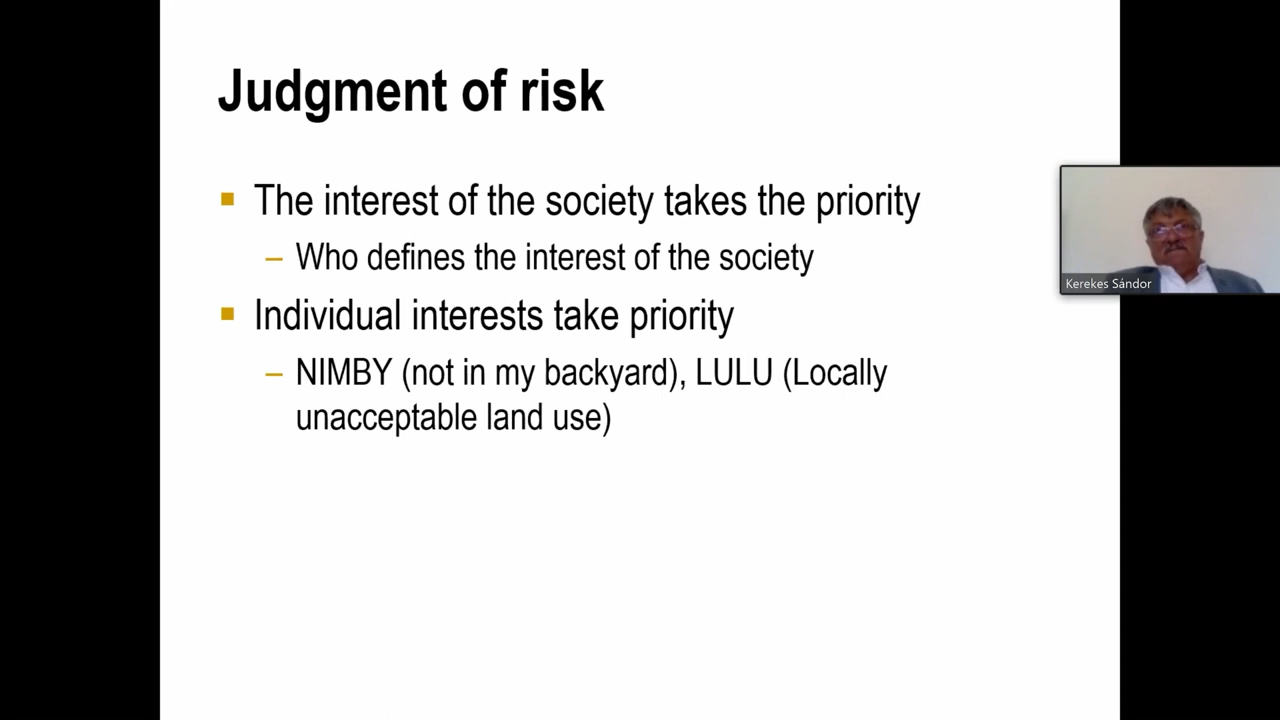 Judgment of risk
▪ The interest of the society takes the priority
– Who defines the interest of the society
▪ Individual interests take priority
– NIMBY (not in my backyard), LULU (Locally
unacceptable land use)
Kerekes Sándor